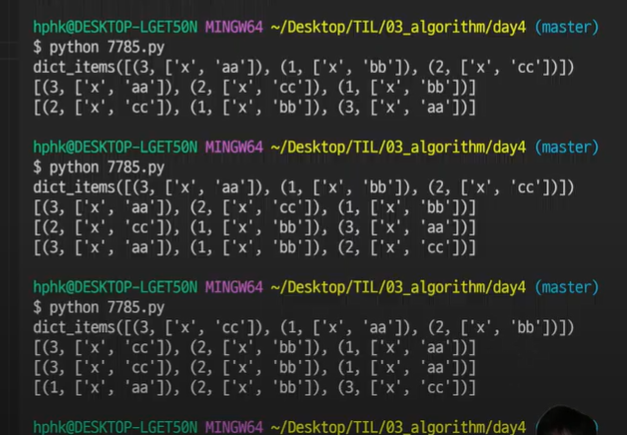 hphk@DESKTOP-LGET50N MINGW64 ~/Desktop/TIL/03_algorithm/day4 (master)
$ python 7785.py
dict_items([(3, ['x', 'aa']), (1, ['x', 'bb']), (2, ['x', 'cc'])])
[(3, ['x', 'aa']), (2, ['x', 'cc']), (1, ['x', 'bb'])]
[(2, ['x', 'cc']), (1, ['x', 'bb']), (3, ['x', 'aa'])]
hphk@DESKTOP-LGET50N MINGW64 ~/Desktop/TIL/03_algorithm/day4 (master)
$ python 7785.py
dict_items([(3, ['x', 'aa']), (1, ['x', 'bb']), (2, ['x', 'cc'])])
[(3, ['x', 'aa']), (2, ['x', 'cc']), (1, ['x', 'bb'])]
[(2, ['x', 'cc']), (1, ['x', 'bb']), (3, ['x', 'aa'])]
[(3, ['x', 'aa']), (1, ['x', 'bb']), (2, ['x', 'cc'])]
hphk@DESKTOP-LGET50N MINGW64 ~/Desktop/TIL/03_algorithm/day4 (master)
$ python 7785.py
dict_items([(3, ['x', 'cc']), (1, ['x', 'aa']), (2, ['x', 'bb'])])
[(3, ['x', 'cc']), (2, ['x', 'bb']), (1, ['x', 'aa'])]
[(3, ['x', 'cc']), (2, ['x', 'bb']), (1, ['x', 'aa'])]
[(1, ['x', 'aa']), (2, ['x', 'bb']), (3, ['x', 'cc'])]
hphk@DESKTOP-LGET50N MINGW64 ~/Desktop/TIL/03_algorithm/day4